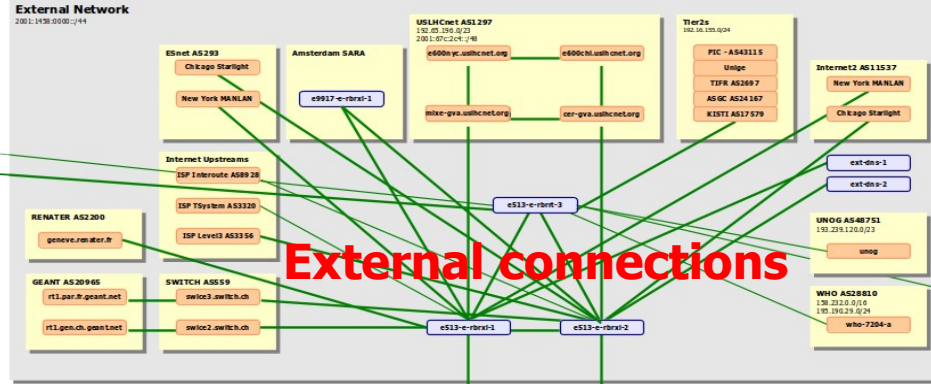 External Network
2001:1458:0000::/44
ESnet AS293
Chicago Starlight
New York MANLAN
Amsterdam SARA
e9917-e-rbrxl-1
USLHCnet AS1297
192.65.196.0/23
2001:67c:2c4::/48
e600nyc.uslhcnet.org
e600chi.uslhcnet.org
mlxe-gva.uslhcnet.org
cer-gva.uslhcnet.org
Tier2s
192.16.155.0/24
PIC - AS43115
Unige
TIFR AS2697
ASGC AS24167
KISTI AS17579
Internet2 AS11537
New York MANLAN
Chicago Starlight
ext-dns-1
ext-dns-2
Internet Upstreams
ISP Interoute AS8928
ISP TSystem AS3320
ISP Level3 AS3356
e513-e-rbrnt-3
RENATER AS2200
geneve.renater.fr
UNOG AS48751
193.239.120.0/23
unog
External connections
GEANT AS20965
rt1.par.fr.geant.net
rt1.gen.ch.geant.net
SWITCH AS559
swice3.switch.ch
swice2.switch.ch
e513-e-rbrxl-1
e513-e-rbrxl-2
WHO AS28810
158.232.0.0/16
195.190.29.0/24
who-7204-a